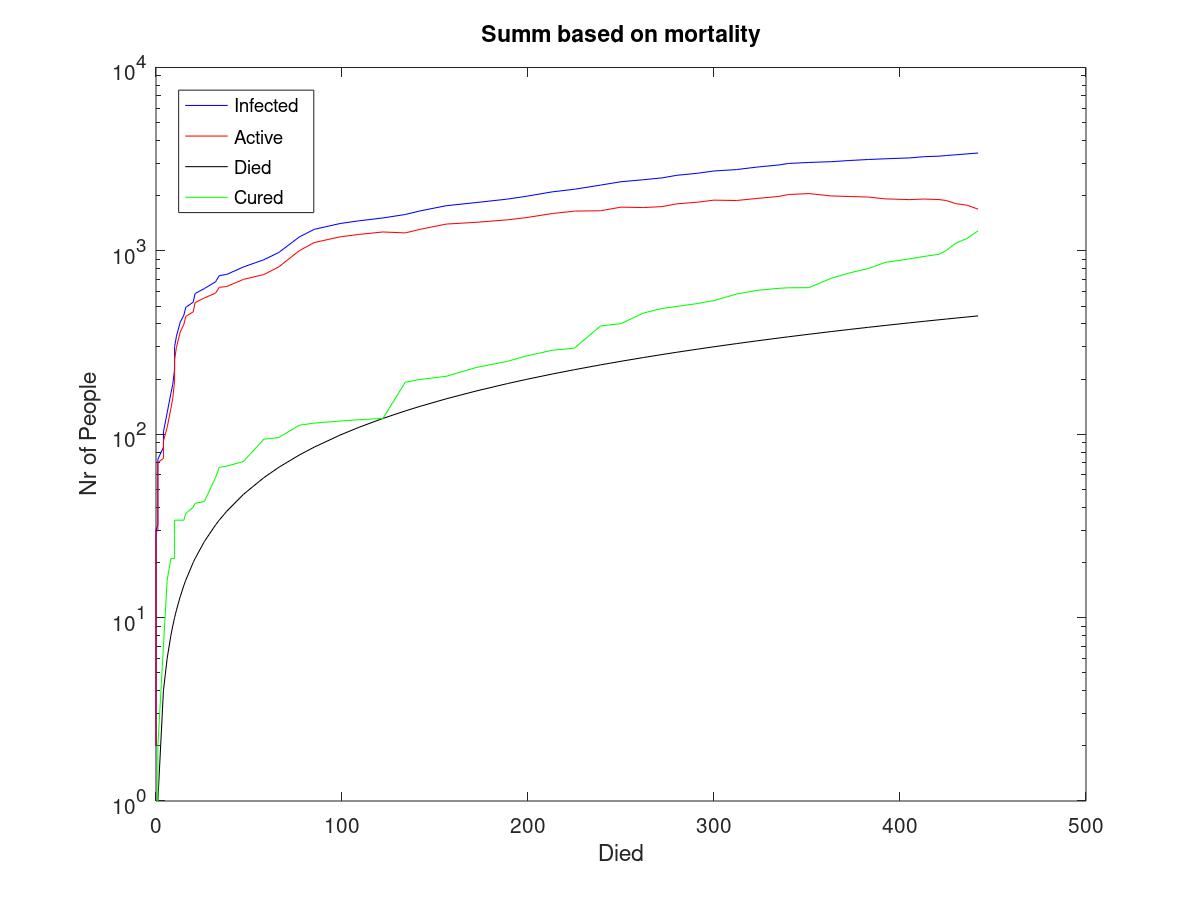 Summ based on mortality
10^4
10^3
10^2
10^1
10^0
Nr of People
Infected
Active
Died
Cured
0 100 200 300 400 500
Died